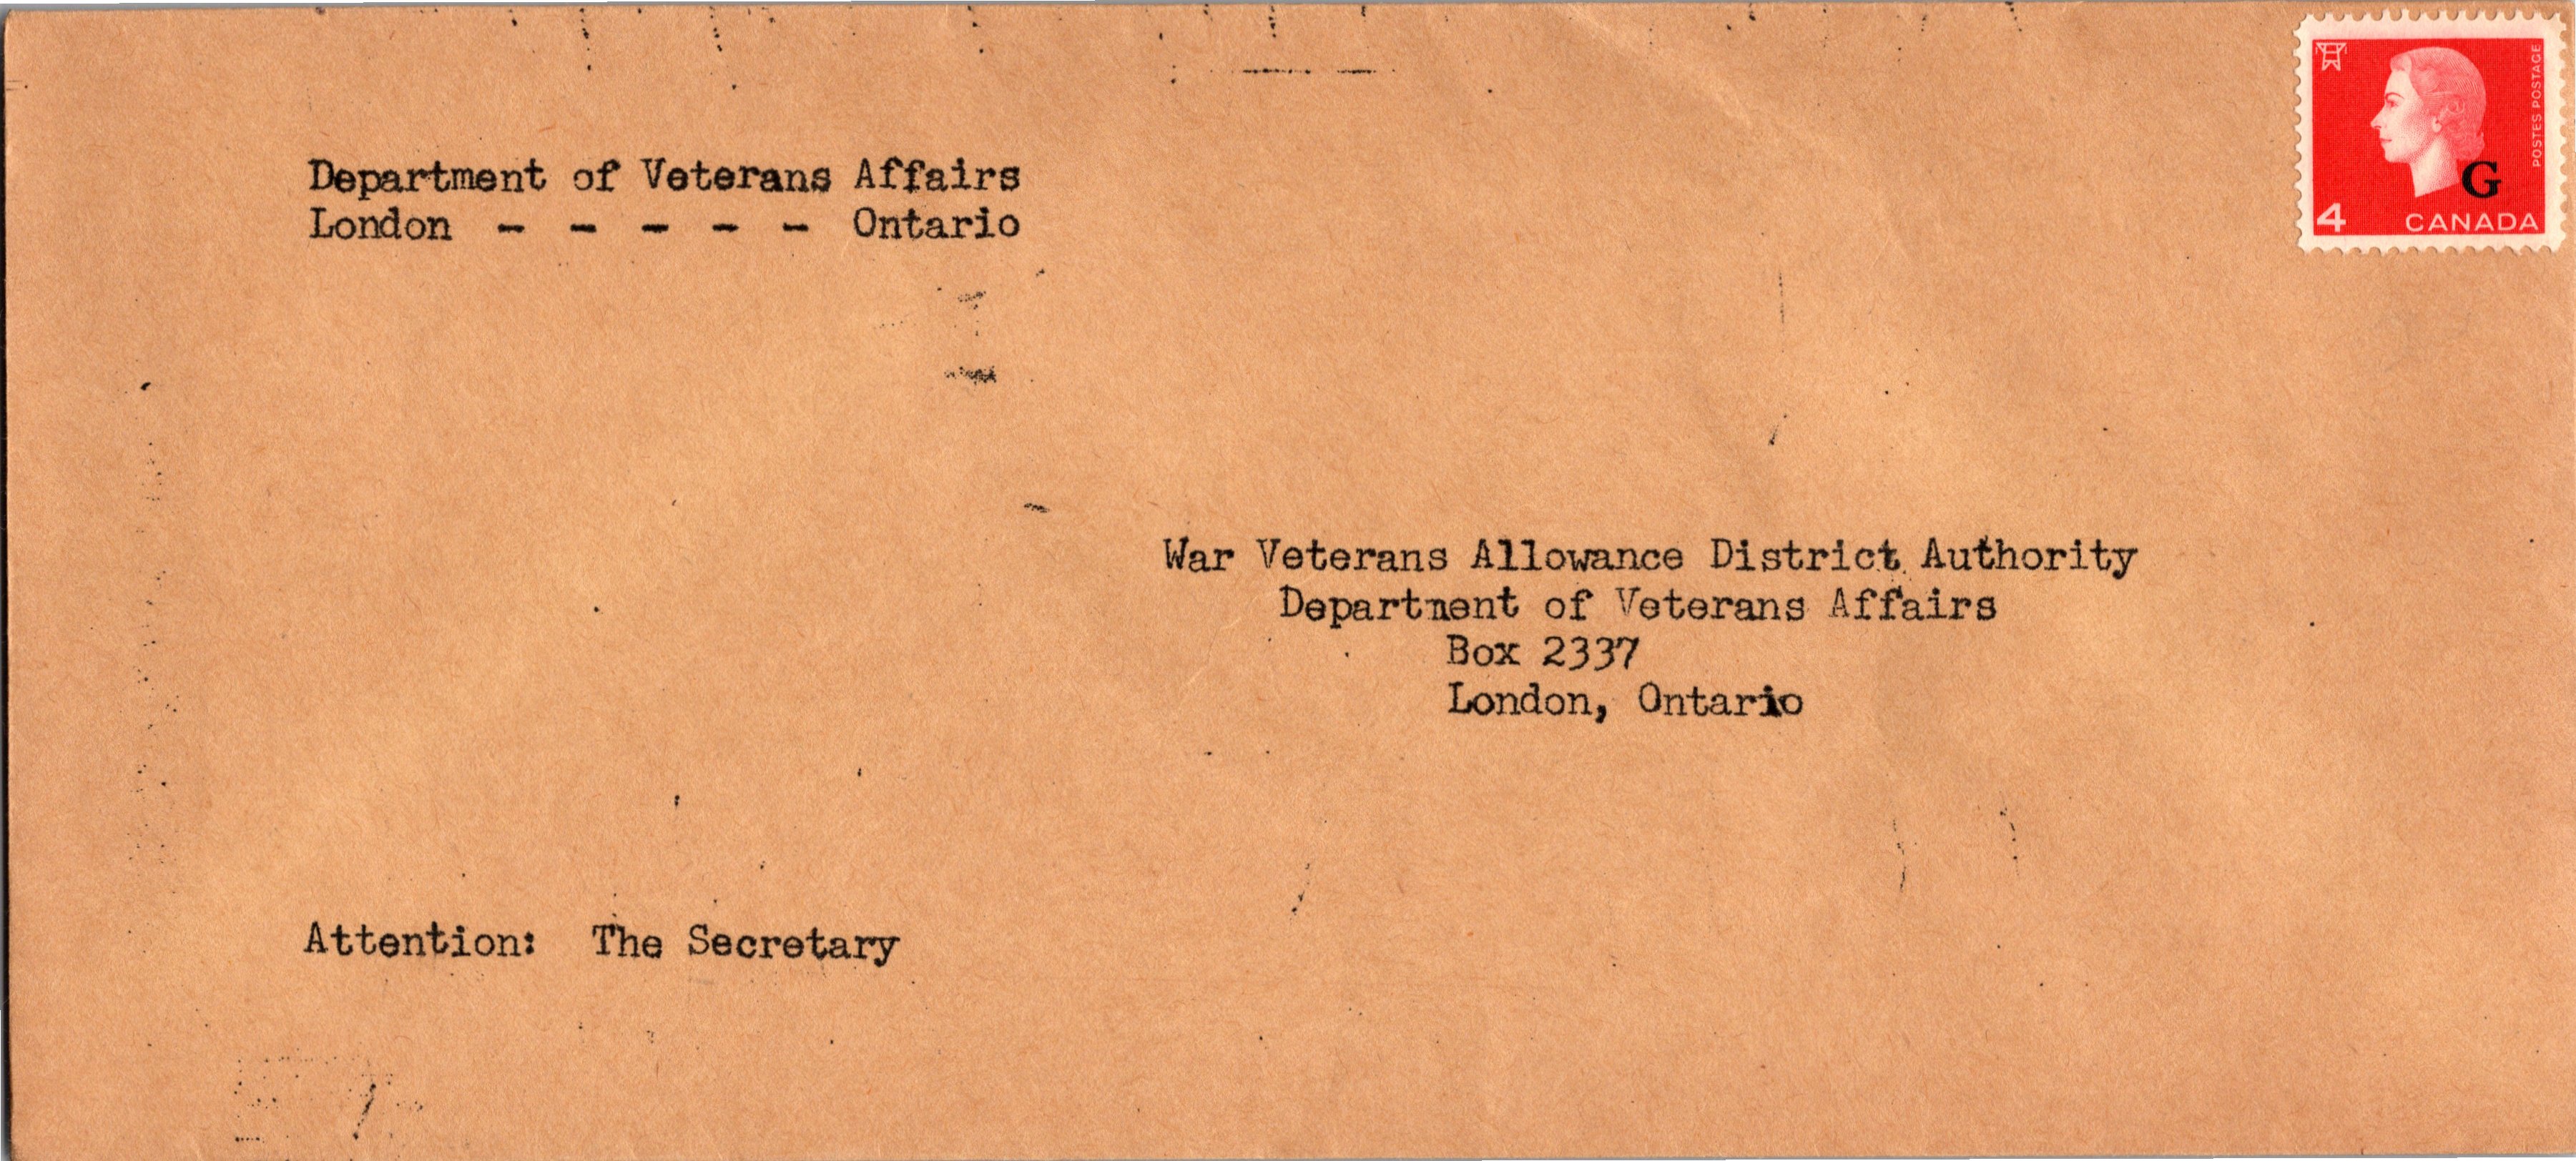 Department of Veterans Affairs
London - - - - - Ontario
POSTES POSTAGE
G
4 CANADA
War Veterans Allowance District Authority
Department of Veterans Affairs
Box 2337
London, Ontario
Attention: The Secretary